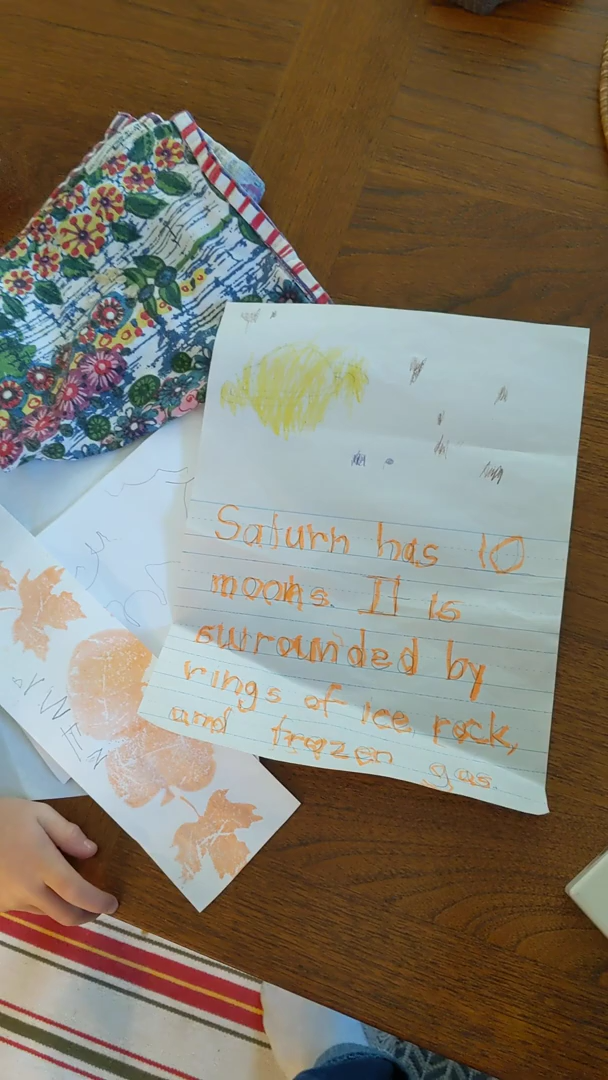 Saturn has 10
moons. It is
surrounded by
rings of ice, rock,
and frozen gas.